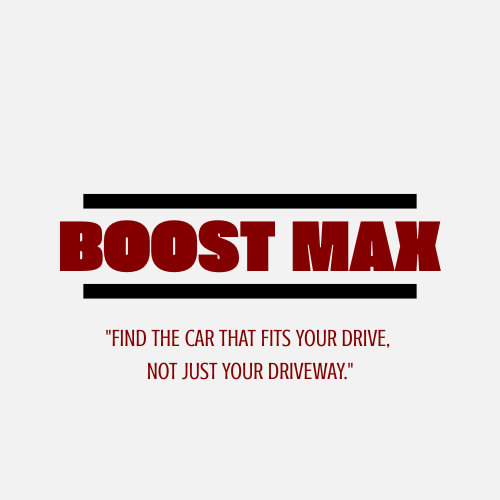 BOOST MAX
"FIND THE CAR THAT FITS YOUR DRIVE,
NOT JUST YOUR DRIVEWAY."